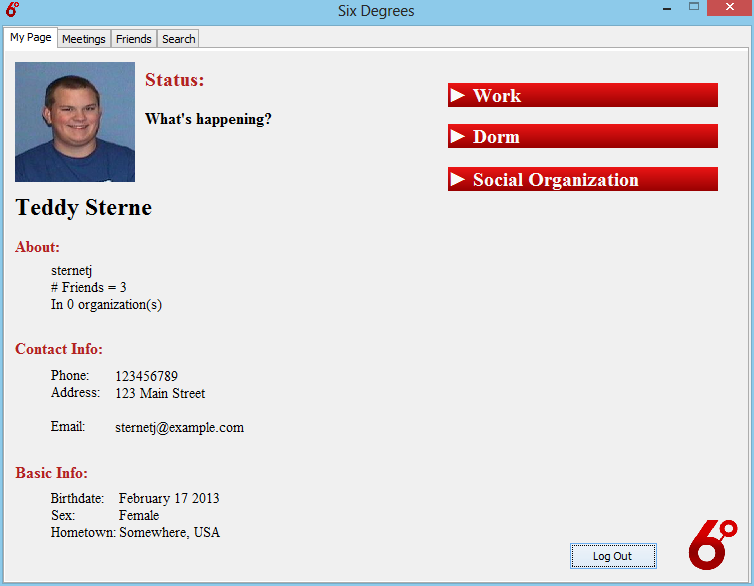 6°
Six Degrees
My Page
Meetings
Friends
Search
Status:
What's happening?
Work
Dorm
Social Organization
Teddy Sterne
About:
sternetj
# Friends = 3
In 0 organization(s)
Contact Info:
Phone: 123456789
Address: 123 Main Street
Email: sternetj@example.com
Basic Info:
Birthdate: February 17 2013
Sex: Female
Hometown: Somewhere, USA
Log Out
6°